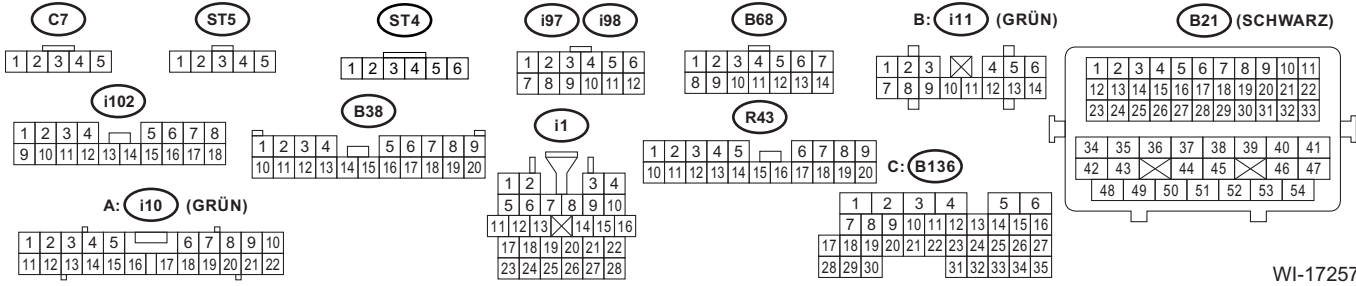 C7 ST5 ST4 i97 i98 B68 B: i11 (GRÜN) B21 (SCHWARZ)
1 2 3 4 5
1 2 3 4 5
1 2 3 4 5 6
1 2 3 4 5 6
7 8 9 10 11 12
1 2 3 4 5 6 7
8 9 10 11 12 13 14
1 2 3 4 5 6
7 8 9 10 11 12 13 14
1 2 3 4 5 6 7 8 9 10 11
12 13 14 15 16 17 18 19 20 21 22
23 24 25 26 27 28 29 30 31 32 33
34 35 36 37 38 39 40 41
42 43 44 45 46 47
48 49 50 51 52 53 54
i102 B38 i1 R43 C: B136
1 2 3 4 5 6 7 8
9 10 11 12 13 14 15 16 17 18
1 2 3 4 5 6 7 8 9
10 11 12 13 14 15 16 17 18 19 20
1 2 3 4
5 6 7 8 9 10
11 12 13 14 15 16
17 18 19 20 21 22
23 24 25 26 27 28
1 2 3 4 5 6 7 8 9
10 11 12 13 14 15 16 17 18 19 20
1 2 3 4 5 6
7 8 9 10 11 12 13 14 15 16
17 18 19 20 21 22 23 24 25 26 27
28 29 30 31 32 33 34 35
A: i10 (GRÜN)
1 2 3 4 5 6 7 8 9 10
11 12 13 14 15 16 17 18 19 20 21 22
WI-17257